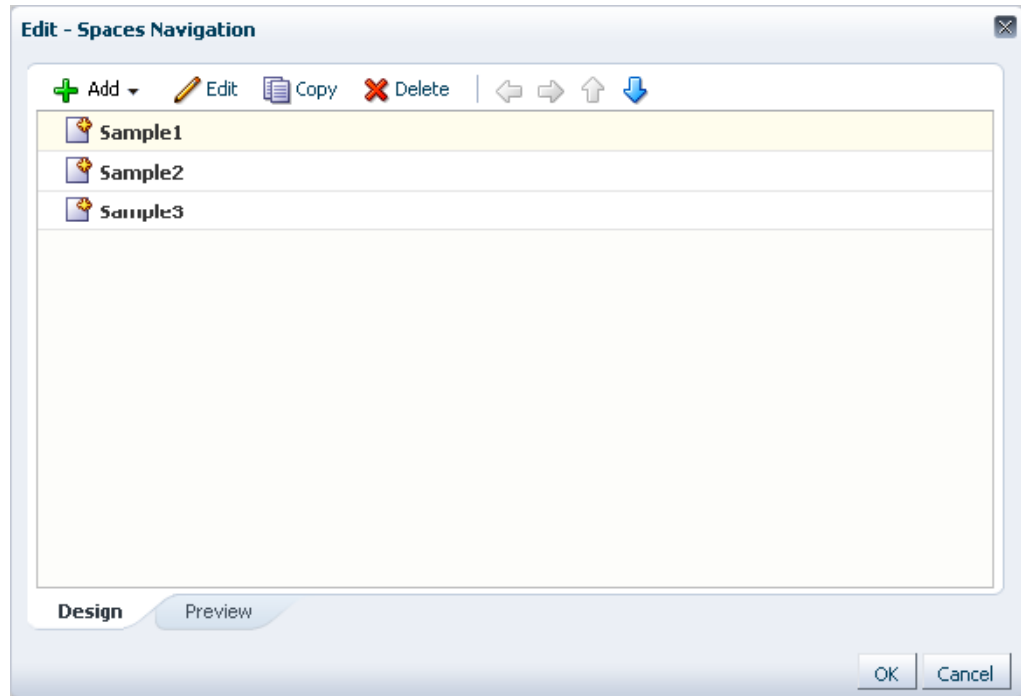 Edit - Spaces Navigation
Add Edit Copy Delete
Sample1
Sample2
Sample3
Design Preview
OK Cancel